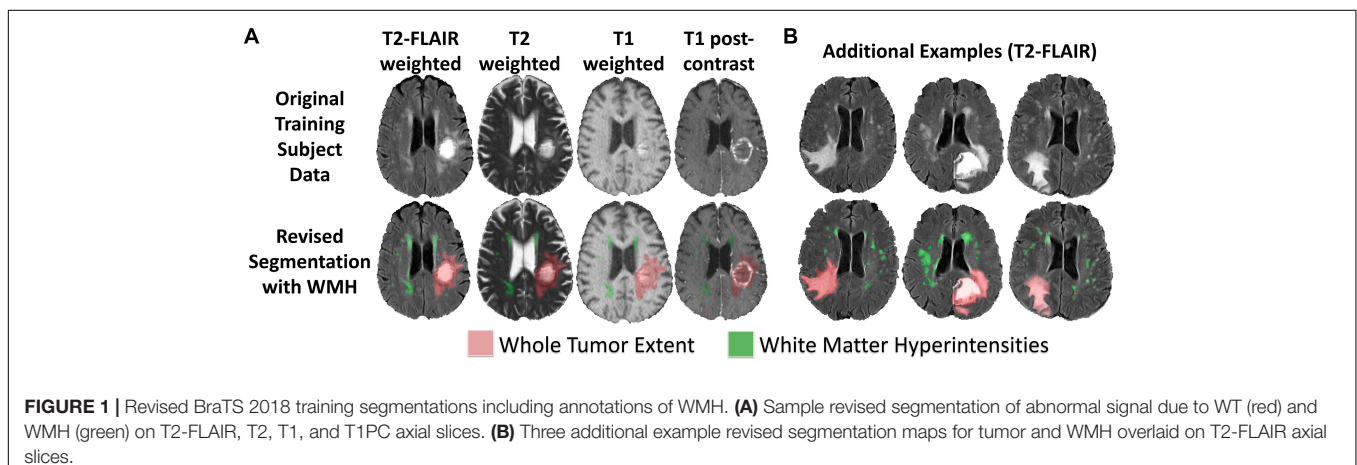 A
T2-FLAIR
weighted
T2
weighted
T1
weighted
T1 post-
contrast
B
Additional Examples (T2-FLAIR)
Original
Training
Subject
Data
Revised
Segmentation
with WMH
Whole Tumor Extent
White Matter Hyperintensities
FIGURE 1 | Revised BraTS 2018 training segmentations including annotations of WMH. (A) Sample revised segmentation of abnormal signal due to WT (red) and
WMH (green) on T2-FLAIR, T2, T1, and T1PC axial slices. (B) Three additional example revised segmentation maps for tumor and WMH overlaid on T2-FLAIR axial
slices.